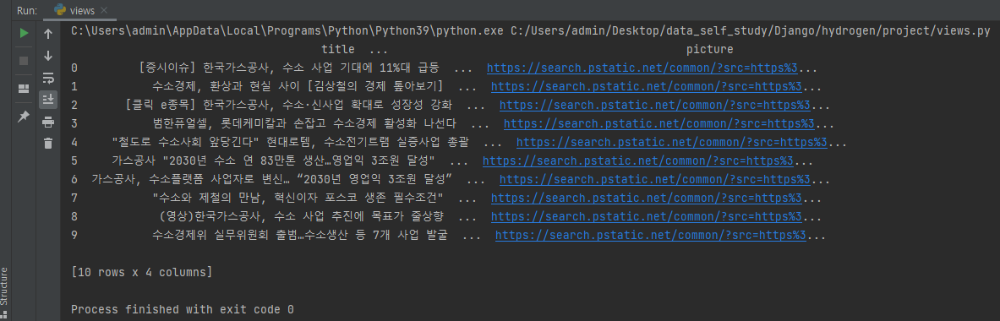 Run: views
C:\Users\admin\AppData\Local\Programs\Python\Python39\python.exe C:/Users/admin/Desktop/data_self_study/Django/hydrogen/project/views.py
title ... picture
0 [증시이슈] 한국가스공사, 수소 사업 기대에 11%대 급등 ... https://search.pstatic.net/common/?src=https%3...
1 수소경제, 환상과 현실 사이 [김상철의 경제 톺아보기] ... https://search.pstatic.net/common/?src=https%3...
2 [클릭 e종목] 한국가스공사, 수소·신사업 확대로 성장성 강화 ... https://search.pstatic.net/common/?src=https%3...
3 범한퓨얼셀, 롯데케미칼과 손잡고 수소경제 활성화 나선다 ... https://search.pstatic.net/common/?src=https%3...
4 "철도로 수소사회 앞당긴다" 현대로템, 수소전기트램 실증사업 총괄 ... https://search.pstatic.net/common/?src=https%3...
5 가스공사 "2030년 수소 연 83만톤 생산…영업익 3조원 달성" ... https://search.pstatic.net/common/?src=https%3...
6 가스공사, 수소플랫폼 사업자로 변신… “2030년 영업익 3조원 달성” ... https://search.pstatic.net/common/?src=https%3...
7 "수소와 제철의 만남, 혁신이자 포스코 생존 필수조건" ... https://search.pstatic.net/common/?src=https%3...
8 (영상)한국가스공사, 수소 사업 추진에 목표가 줄상향 ... https://search.pstatic.net/common/?src=https%3...
9 수소경제위 실무위원회 출범…수소생산 등 7개 사업 발굴 ... https://search.pstatic.net/common/?src=https%3...
[10 rows x 4 columns]
Process finished with exit code 0
Structure